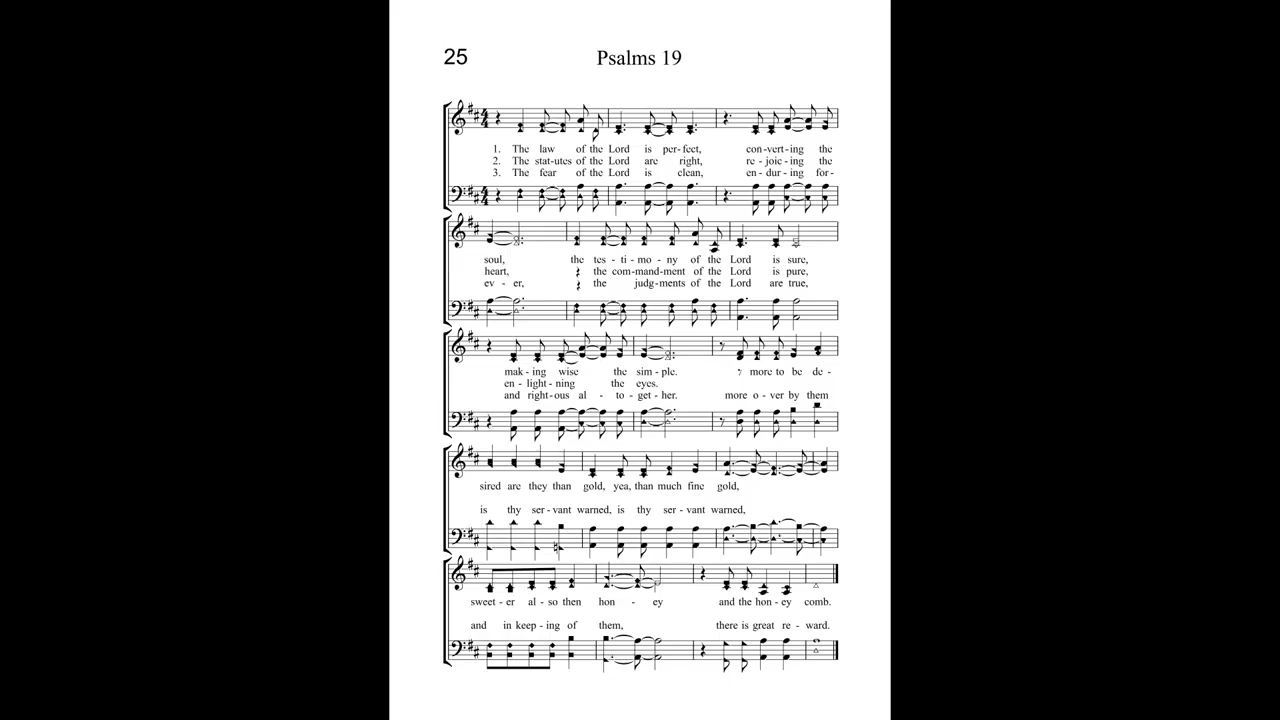 25
Psalms 19
1. The law of the Lord is per-fect, con-vert-ing the
2. The stat-utes of the Lord are right, re-joic-ing the
3. The fear of the Lord is clean, en-dur-ing for-
soul, the tes-ti-mo-ny of the Lord is sure,
heart, the com-mand-ment of the Lord is pure,
ev-er, the judg-ments of the Lord are true,
mak-ing wise the sim-ple. more to be de-
en-light-ning the eyes.
and right-ous al-to-get-her. more o-ver by them
sired are they than gold, yea, than much fine gold,
is thy ser-vant warned, is thy ser-vant warned,
sweet-er al-so then hon-ey and the hon-ey comb.
and in keep-ing of them, there is great re-ward.